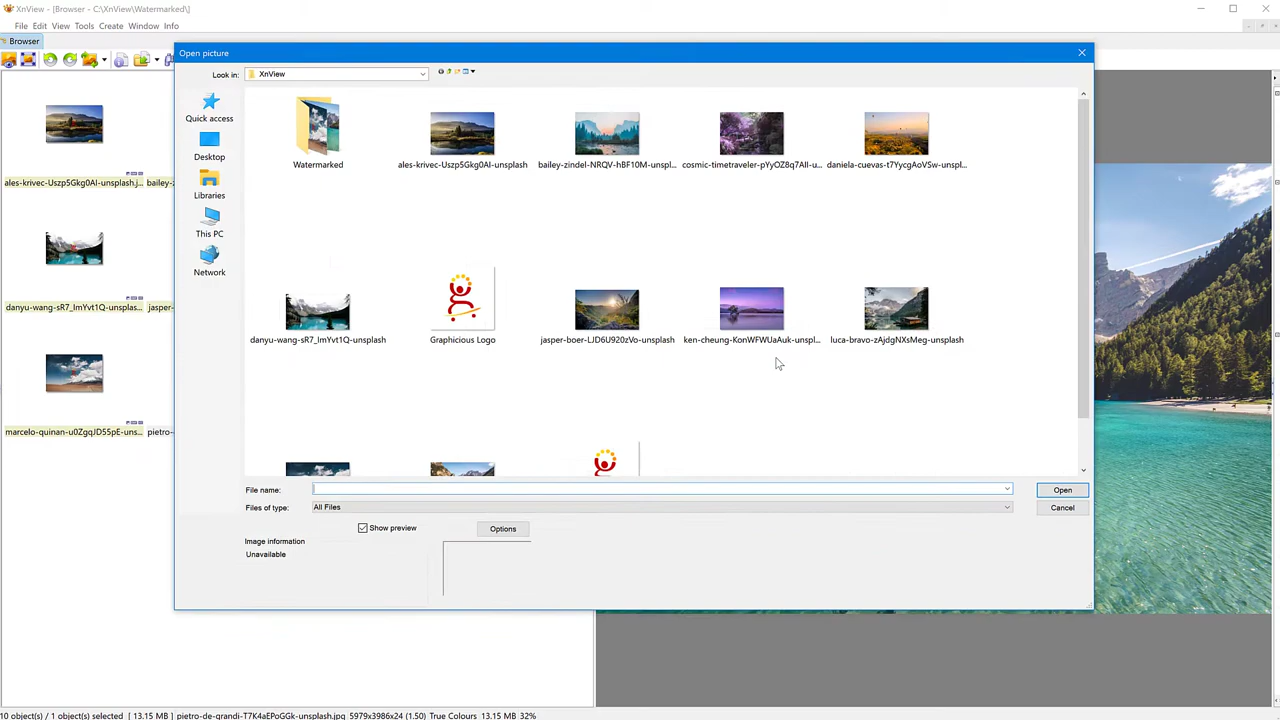 XnView - [Browser - C:\XnView\Watermarked\]
File Edit View Tools Create Window Info
Browser
Open picture
Look in: XnView
Quick access
Desktop
Libraries
This PC
Network
Watermarked
ales-krivec-Uszp5Gkg0AI-unsplash
bailey-zindel-NRQV-hBF10M-unspl...
cosmic-timetraveler-pYyOZ8q7AII-u...
daniela-cuevas-t7YycgAoVSw-unspl...
danyu-wang-sR7_ImYvt1Q-unsplash
Graphicious Logo
jasper-boer-LJD6U920zVo-unsplash
ken-cheung-KonWFWUaAuk-unspl...
luca-bravo-zAjdgNXsMeg-unsplash
File name:
Open
Files of type: All Files
Cancel
Show preview
Options
Image information
Unavailable
ales-krivec-Uszp5Gkg0AI-unsplash.j... bailey-z
danyu-wang-sR7_ImYvt1Q-unsplas... jasper-
marcelo-quinan-u0ZgqJD55pE-uns... pietro-
10 object(s) / 1 object(s) selected [ 13.15 MB ] pietro-de-grandi-T7K4aEPoGGk-unsplash.jpg 5979x3986x24 (1.50) True Colours 13.15 MB 32%